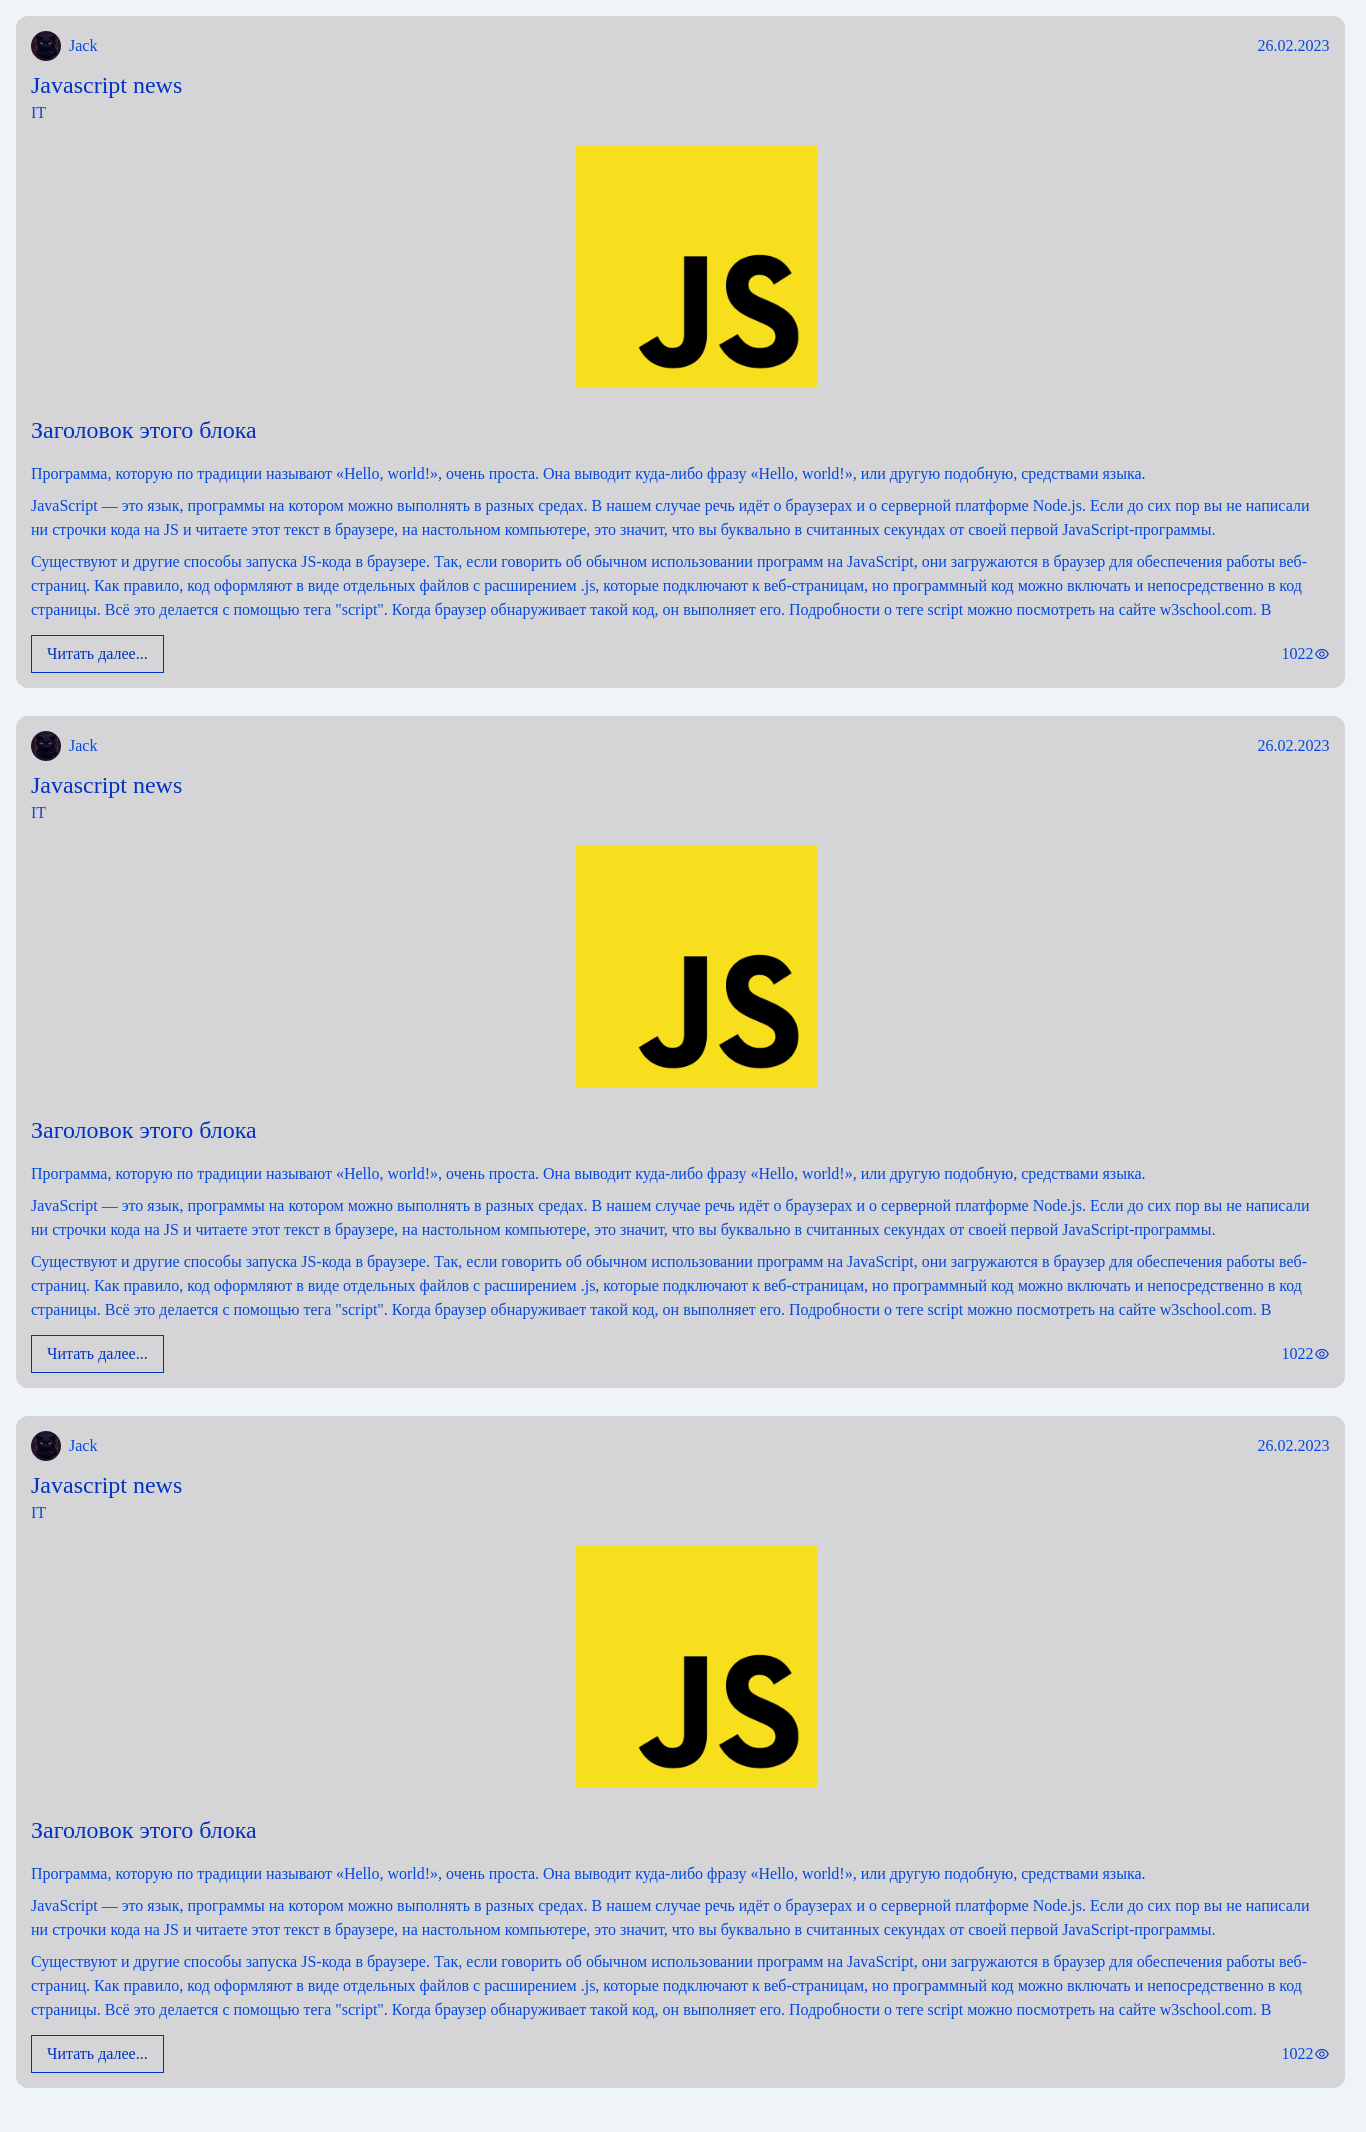 Jack
26.02.2023
Javascript news
IT
JS
Заголовок этого блока
Программа, которую по традиции называют «Hello, world!», очень проста. Она выводит куда-либо фразу «Hello, world!», или другую подобную, средствами языка.
JavaScript — это язык, программы на котором можно выполнять в разных средах. В нашем случае речь идёт о браузерах и о серверной платформе Node.js. Если до сих пор вы не написали
ни строчки кода на JS и читаете этот текст в браузере, на настольном компьютере, это значит, что вы буквально в считанных секундах от своей первой JavaScript-программы.
Существуют и другие способы запуска JS-кода в браузере. Так, если говорить об обычном использовании программ на JavaScript, они загружаются в браузер для обеспечения работы веб-
страниц. Как правило, код оформляют в виде отдельных файлов с расширением .js, которые подключают к веб-страницам, но программный код можно включать и непосредственно в код
страницы. Всё это делается с помощью тега "script". Когда браузер обнаруживает такой код, он выполняет его. Подробности о теге script можно посмотреть на сайте w3school.com. В
Читать далее...
1022
Jack
26.02.2023
Javascript news
IT
JS
Заголовок этого блока
Программа, которую по традиции называют «Hello, world!», очень проста. Она выводит куда-либо фразу «Hello, world!», или другую подобную, средствами языка.
JavaScript — это язык, программы на котором можно выполнять в разных средах. В нашем случае речь идёт о браузерах и о серверной платформе Node.js. Если до сих пор вы не написали
ни строчки кода на JS и читаете этот текст в браузере, на настольном компьютере, это значит, что вы буквально в считанных секундах от своей первой JavaScript-программы.
Существуют и другие способы запуска JS-кода в браузере. Так, если говорить об обычном использовании программ на JavaScript, они загружаются в браузер для обеспечения работы веб-
страниц. Как правило, код оформляют в виде отдельных файлов с расширением .js, которые подключают к веб-страницам, но программный код можно включать и непосредственно в код
страницы. Всё это делается с помощью тега "script". Когда браузер обнаруживает такой код, он выполняет его. Подробности о теге script можно посмотреть на сайте w3school.com. В
Читать далее...
1022
Jack
26.02.2023
Javascript news
IT
JS
Заголовок этого блока
Программа, которую по традиции называют «Hello, world!», очень проста. Она выводит куда-либо фразу «Hello, world!», или другую подобную, средствами языка.
JavaScript — это язык, программы на котором можно выполнять в разных средах. В нашем случае речь идёт о браузерах и о серверной платформе Node.js. Если до сих пор вы не написали
ни строчки кода на JS и читаете этот текст в браузере, на настольном компьютере, это значит, что вы буквально в считанных секундах от своей первой JavaScript-программы.
Существуют и другие способы запуска JS-кода в браузере. Так, если говорить об обычном использовании программ на JavaScript, они загружаются в браузер для обеспечения работы веб-
страниц. Как правило, код оформляют в виде отдельных файлов с расширением .js, которые подключают к веб-страницам, но программный код можно включать и непосредственно в код
страницы. Всё это делается с помощью тега "script". Когда браузер обнаруживает такой код, он выполняет его. Подробности о теге script можно посмотреть на сайте w3school.com. В
Читать далее...
1022